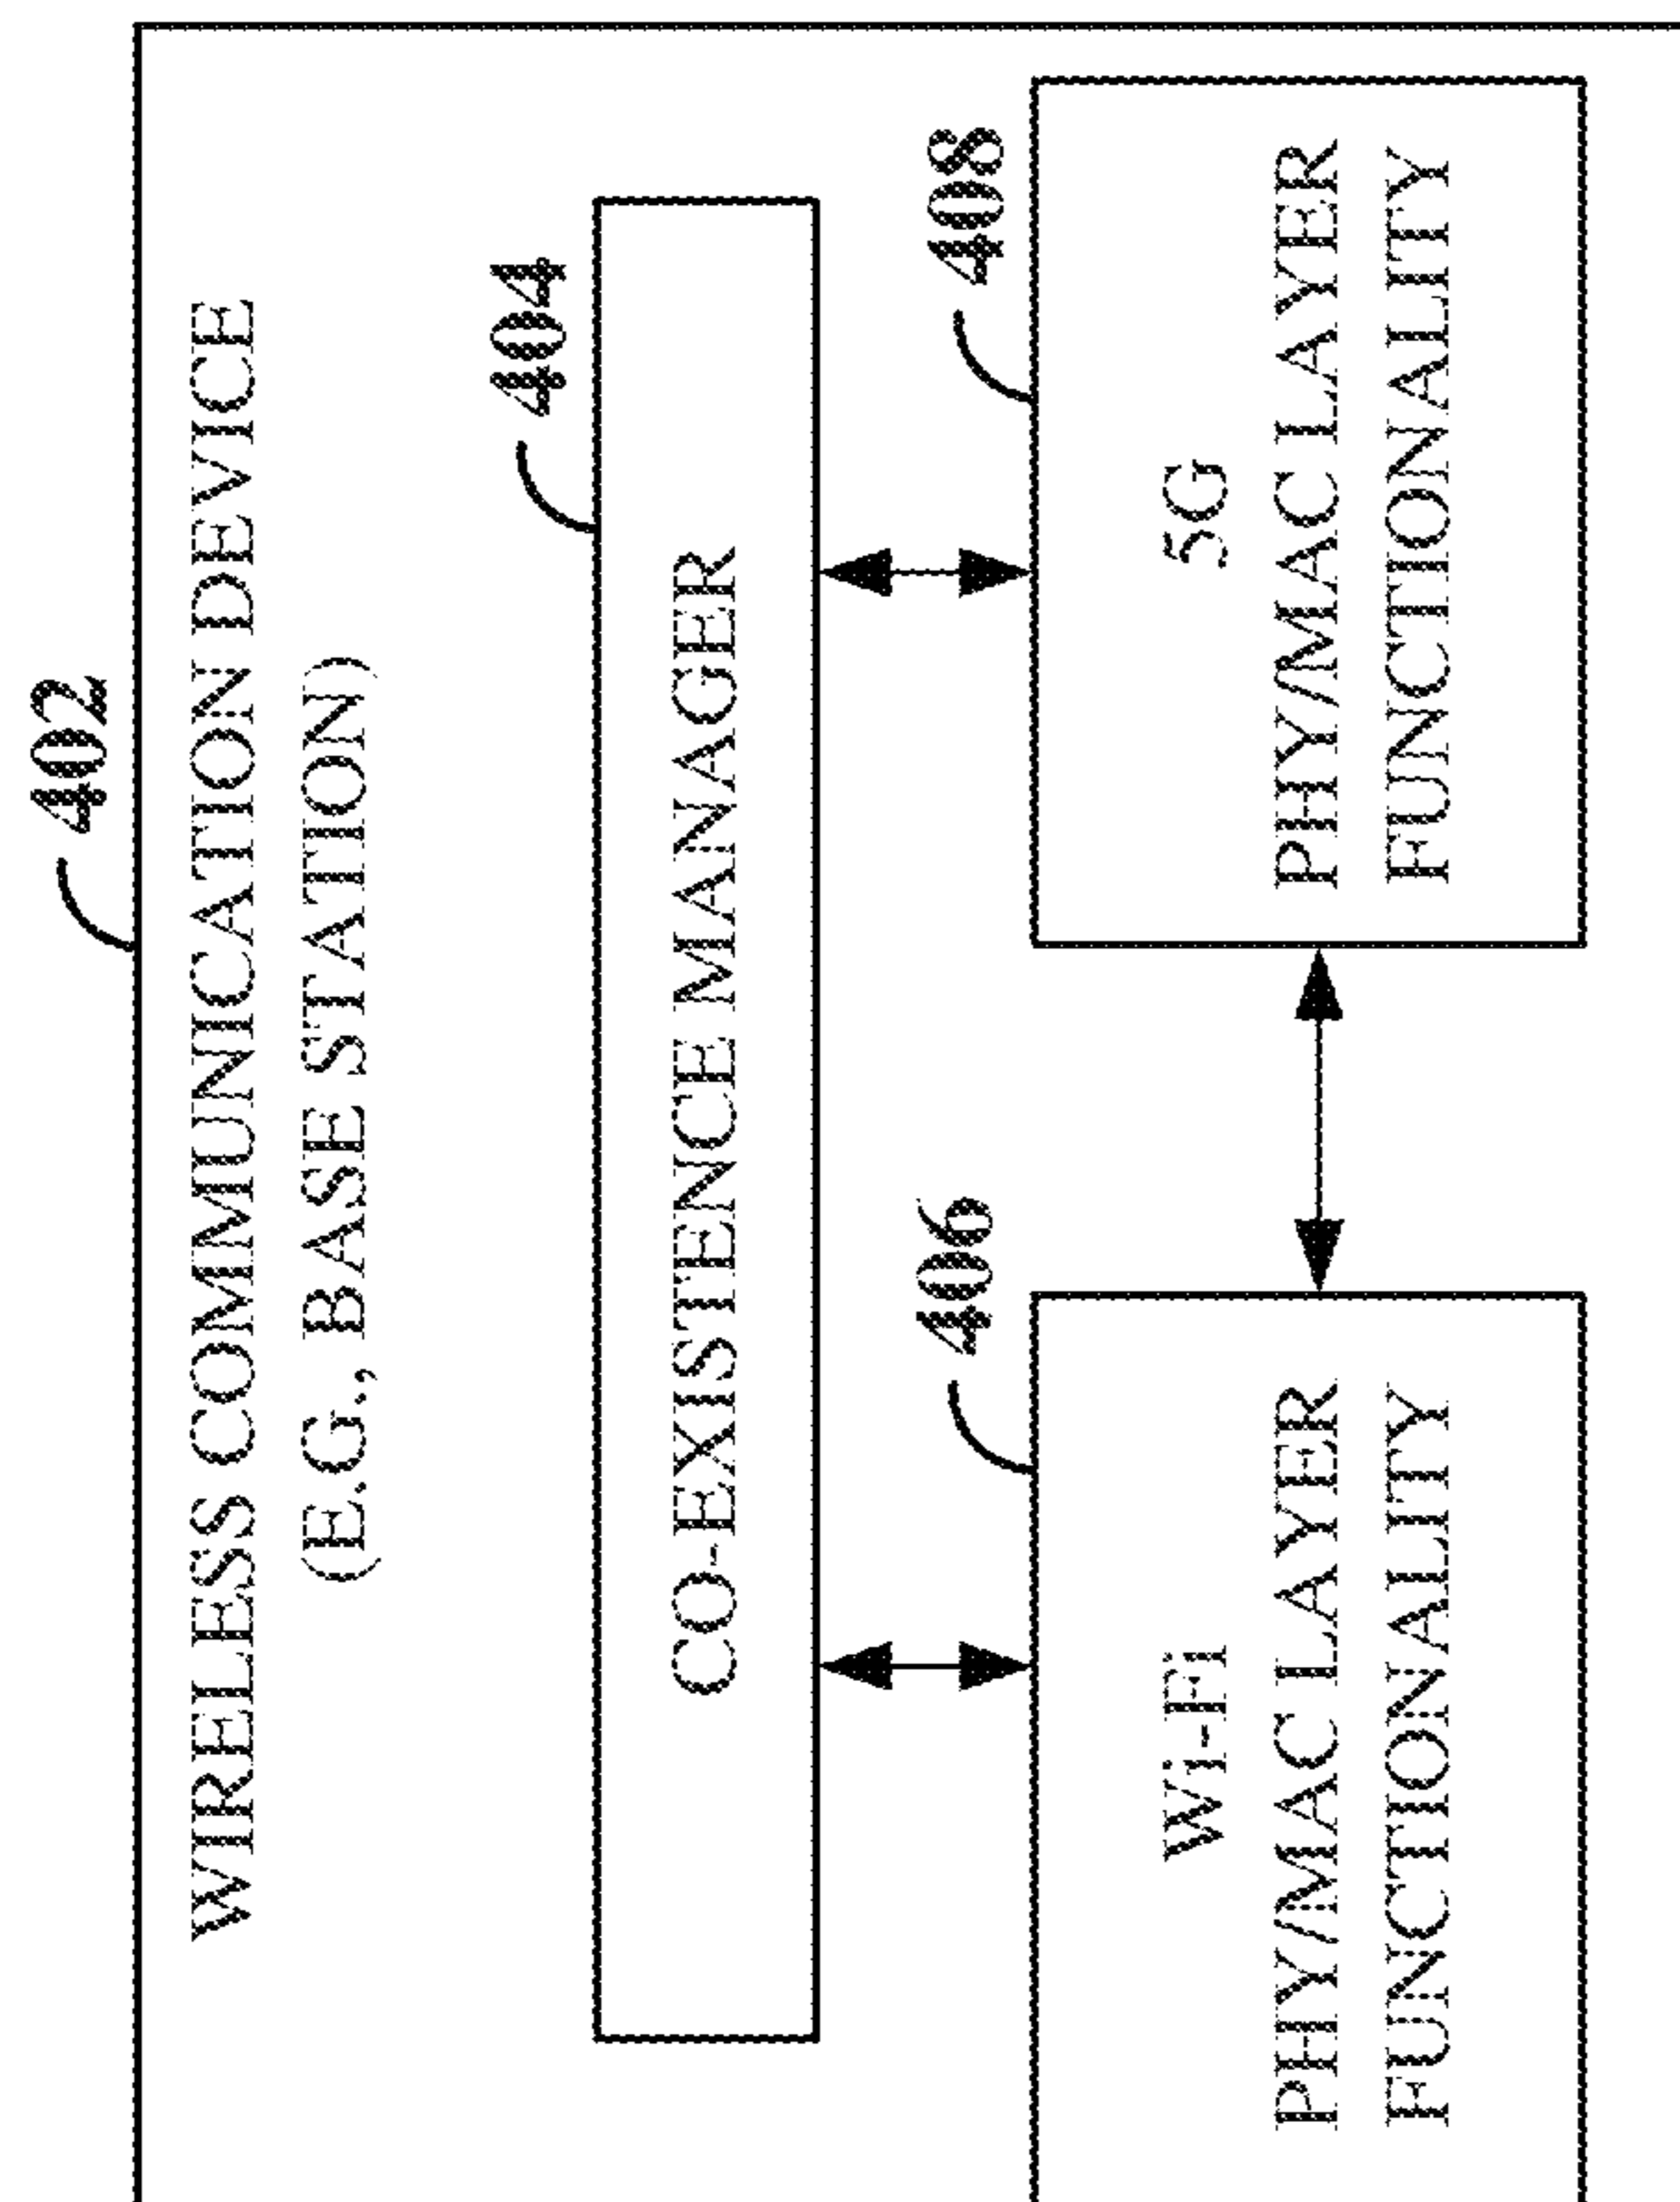 402
WIRELESS COMMUNICATION DEVICE
(E.G., BASE STATION)
404
CO-EXISTENCE MANAGER
406
Wi-Fi
PHY/MAC LAYER
FUNCTIONALITY
408
5G
PHY/MAC LAYER
FUNCTIONALITY